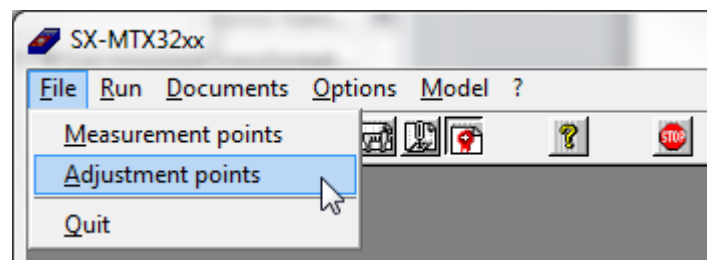 SX-MTX32xx
File Run Documents Options Model ?
Measurement points
? STOP
Adjustment points
Quit